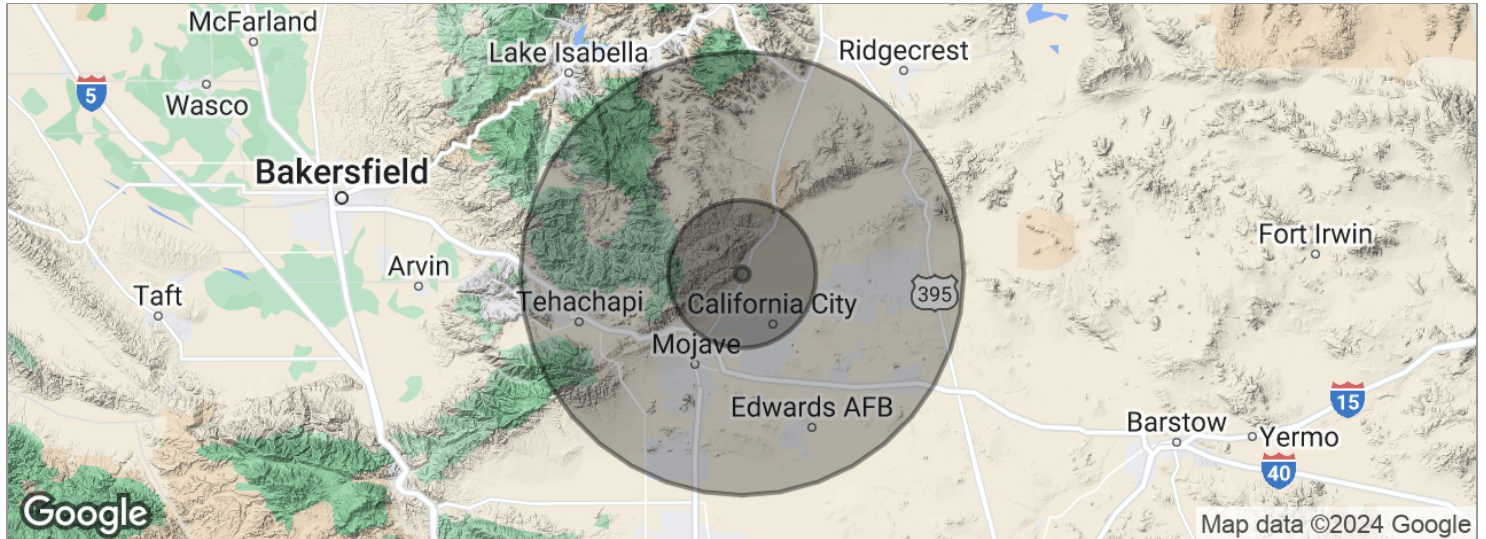 McFarland
Lake Isabella
Ridgecrest
5
Wasco
Bakersfield
Fort Irwin
Arvin
Taft
Tehachapi
California City
395
Mojave
Edwards AFB
15
Barstow
Yermo
40
Google
Map data ©2024 Google